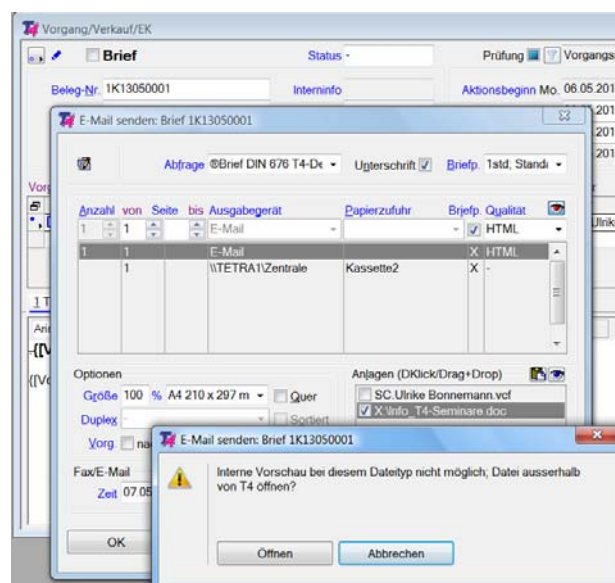 Vorgang/Verkauf/EK
Brief
Status -
Prüfung
Vorgangs
Beleg-Nr. 1K13050001
Interninfo
Aktionsbeginn Mo. 06.05.201
201
201
201
E-Mail senden: Brief 1K13050001
Abfrage @Brief DIN 676 T4-De
Unterschrift
Briefp. 1std, Standa
Anzahl von Seite bis Ausgabegerät Papierzufuhr Briefp. Qualität
1 1 E-Mail HTML
1 1 E-Mail X HTML
1 \\TETRA1\Zentrale Kassette2 X -
Optionen
Größe 100 % A4 210 x 297 m Quer
Duplex - Sortiert
Vorg.
Anlagen (DKlick/Drag+Drop)
SC.Ulrike Bonnemann.vcf
X:\Info_T4-Seminare.doc
Fax/E-Mail
Zeit 07.05
OK
E-Mail senden: Brief 1K13050001
Interne Vorschau bei diesem Dateityp nicht möglich; Datei ausserhalb
von T4 öffnen?
Öffnen
Abbrechen